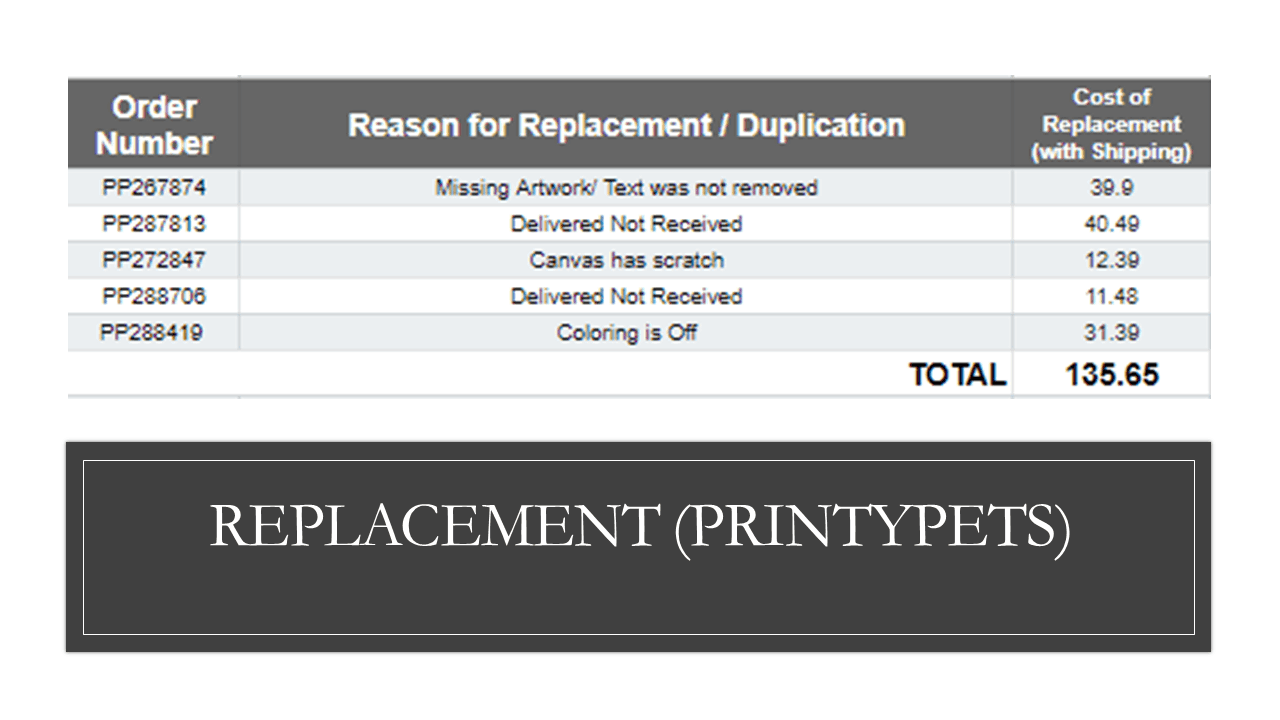 Order Number Reason for Replacement / Duplication Cost of Replacement (with Shipping)
PP267874 Missing Artwork/ Text was not removed 39.9
PP287813 Delivered Not Received 40.49
PP272847 Canvas has scratch 12.39
PP288706 Delivered Not Received 11.48
PP288419 Coloring is Off 31.39
TOTAL 135.65
REPLACEMENT (PRINTYPETS)